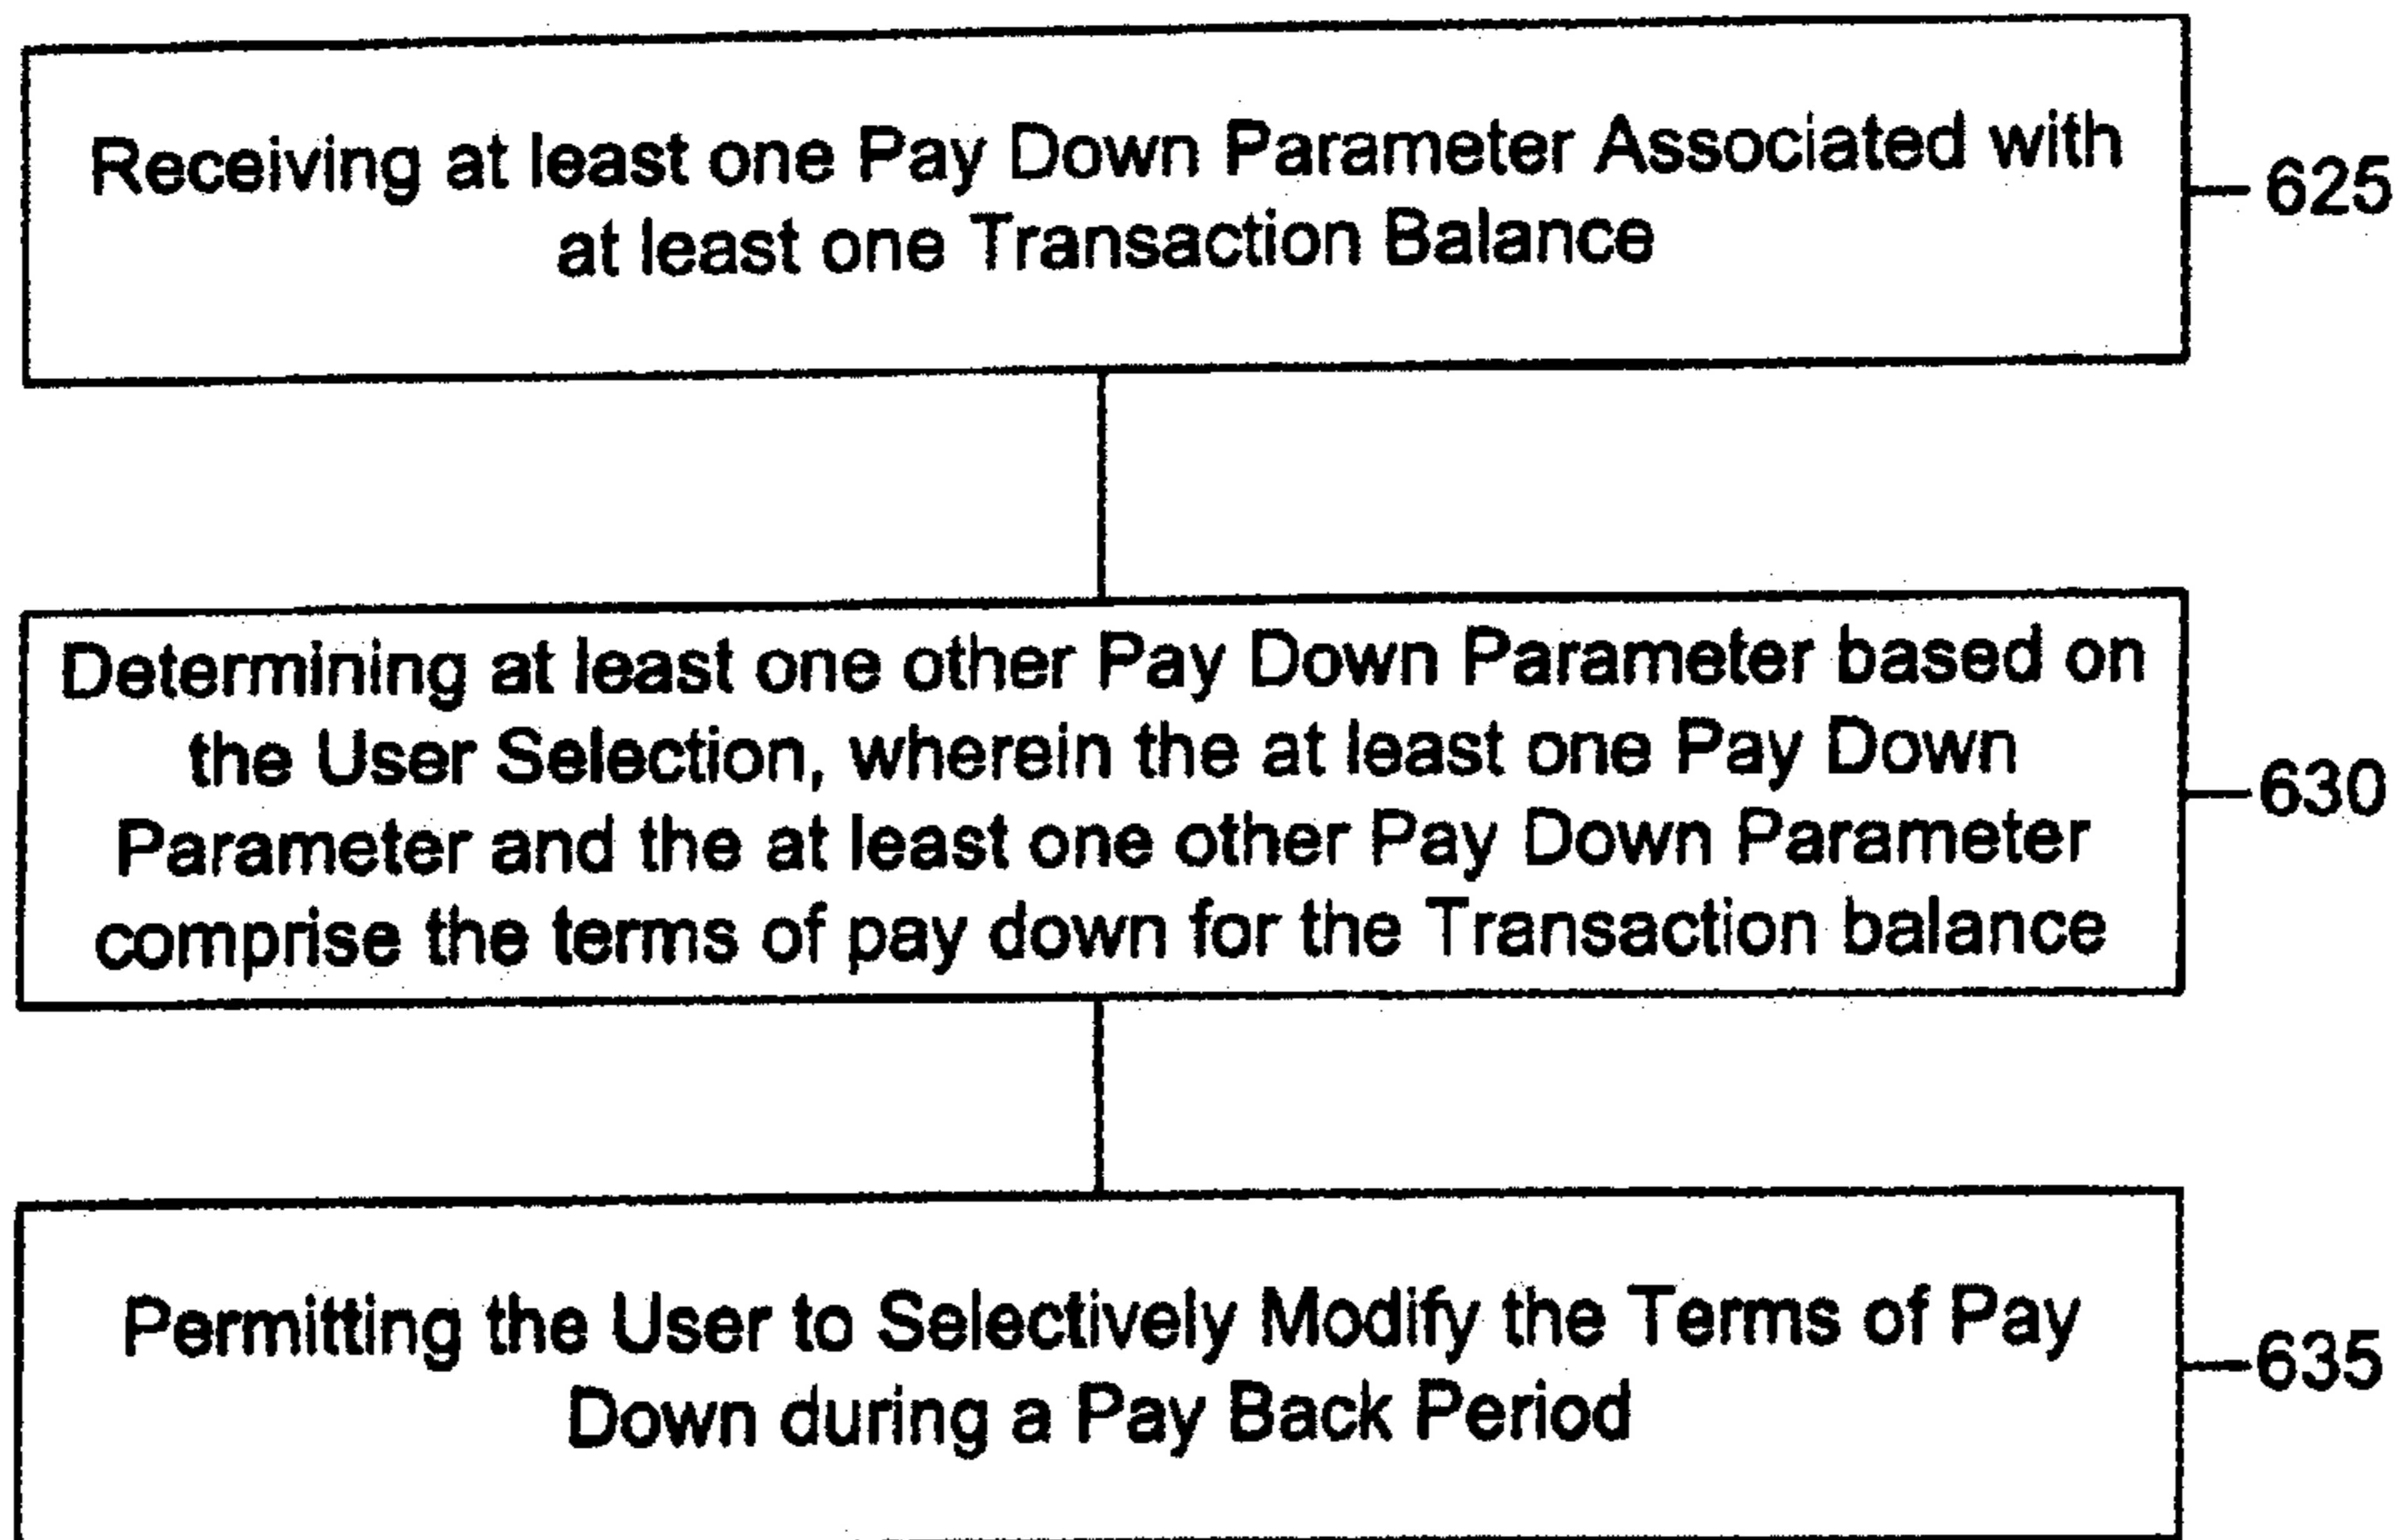 Receiving at least one Pay Down Parameter Associated with
at least one Transaction Balance
625
Determining at least one other Pay Down Parameter based on
the User Selection, wherein the at least one Pay Down
Parameter and the at least one other Pay Down Parameter
comprise the terms of pay down for the Transaction balance
630
Permitting the User to Selectively Modify the Terms of Pay
Down during a Pay Back Period
635